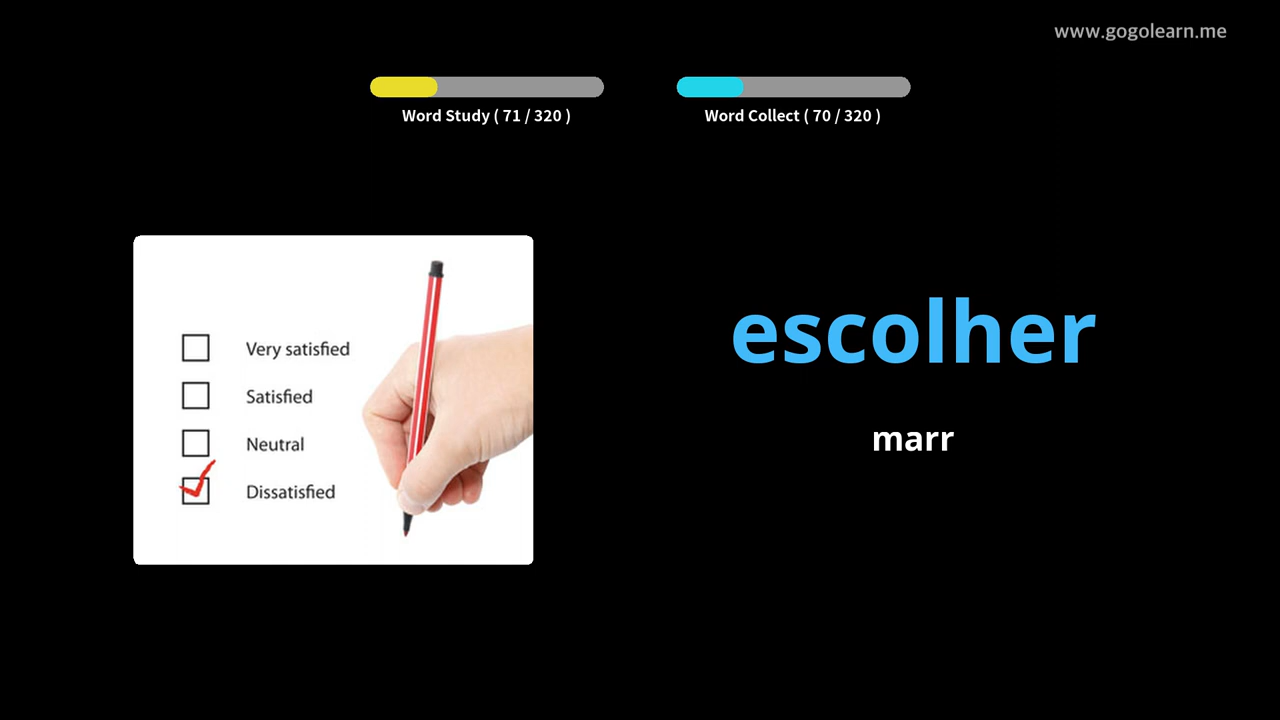 www.gogolearn.me
Word Study ( 71 / 320 )
Word Collect ( 70 / 320 )
Very satisfied
Satisfied
Neutral
Dissatisfied
escolher
marr